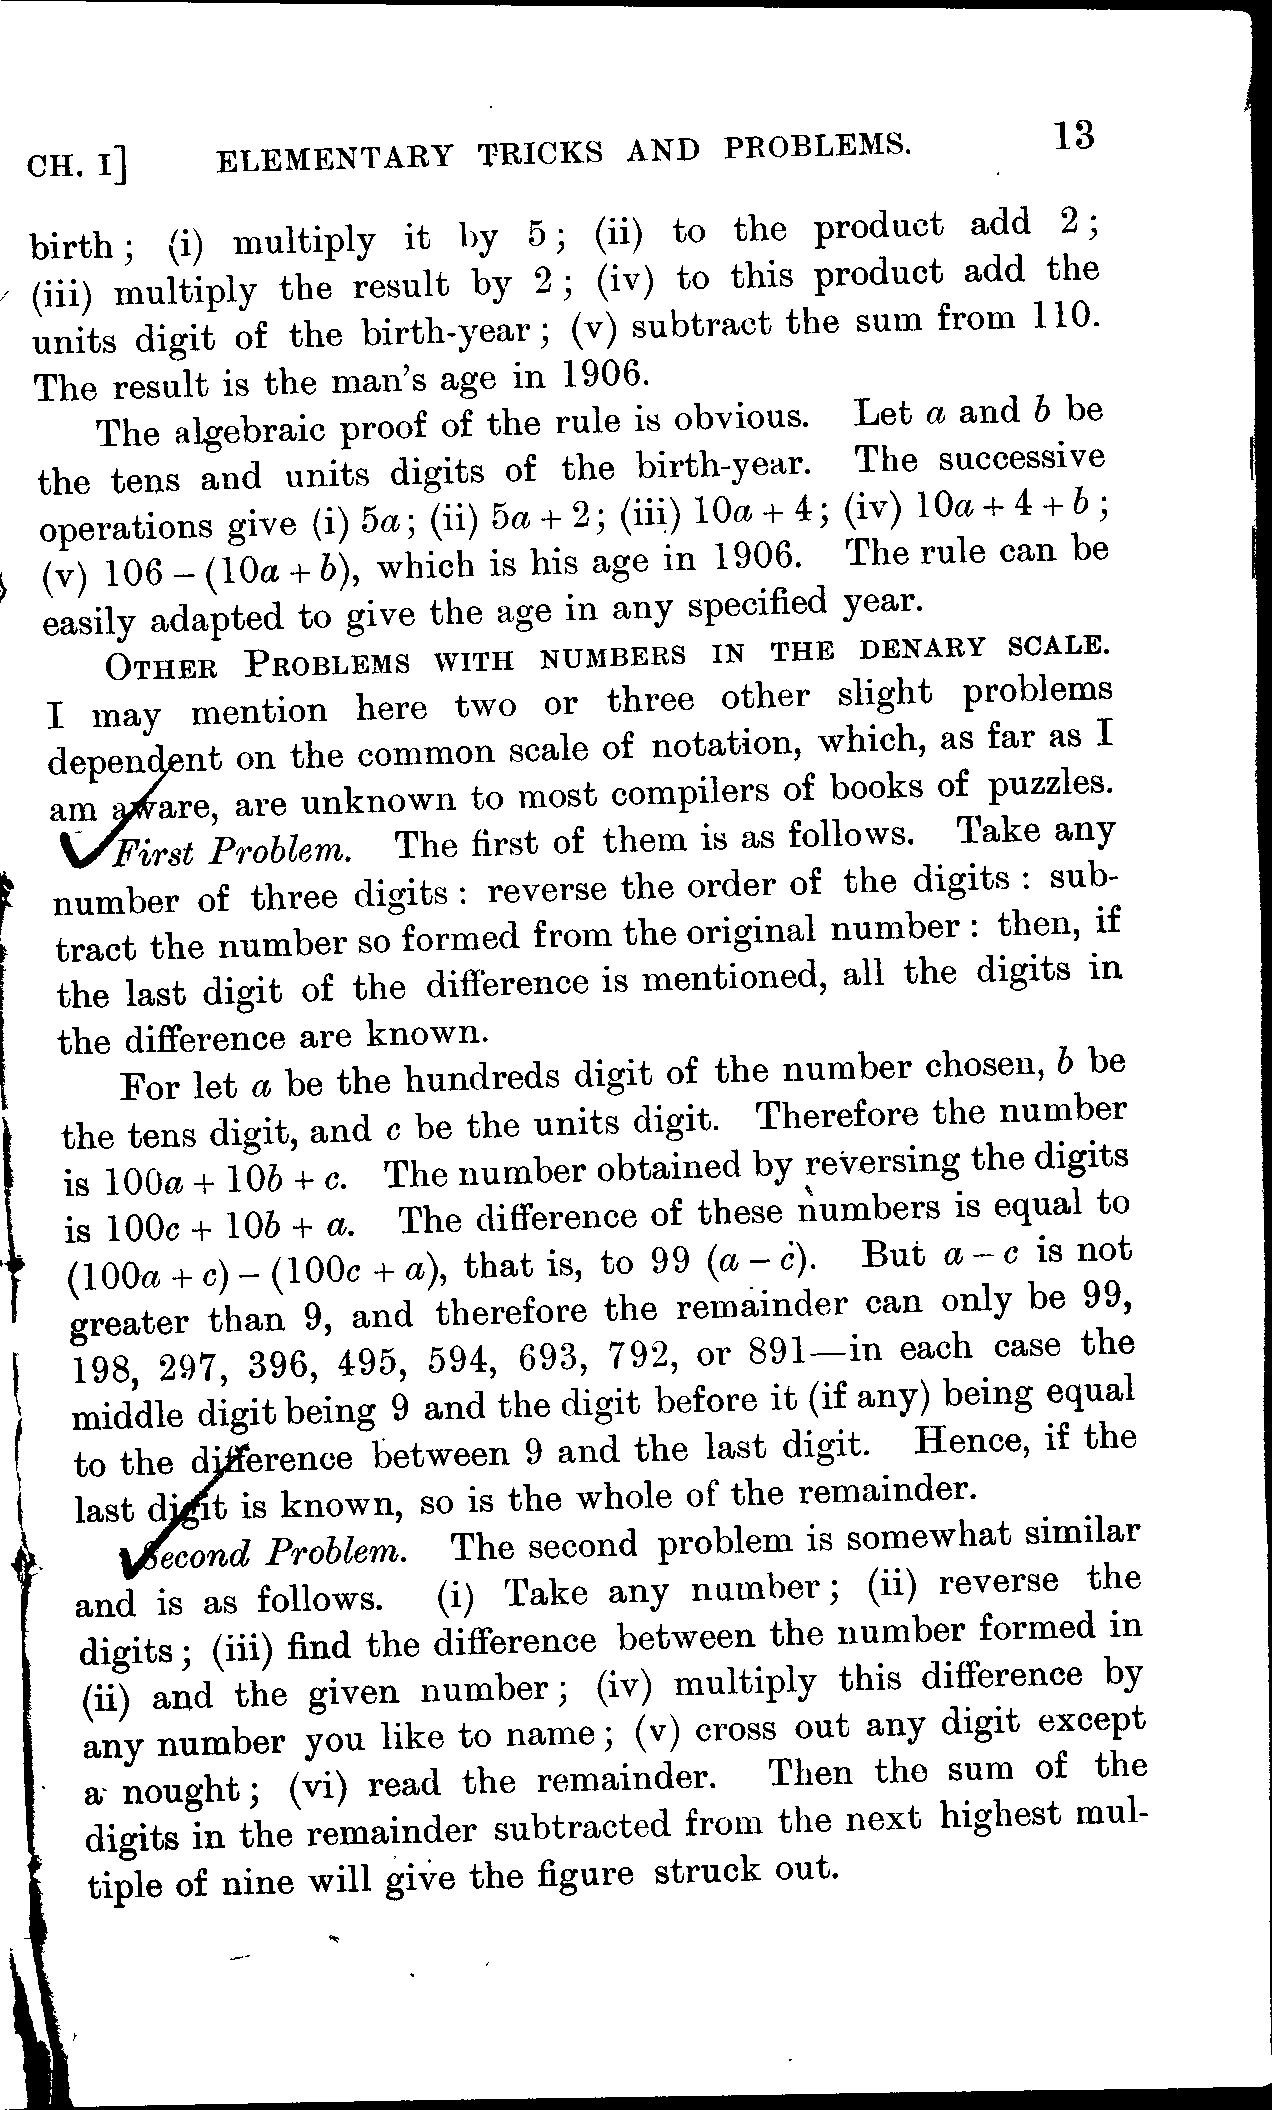 CH. I] ELEMENTARY TRICKS AND PROBLEMS. 13
birth; (i) multiply it by 5; (ii) to the product add 2;
(iii) multiply the result by 2; (iv) to this product add the
units digit of the birth-year; (v) subtract the sum from 110.
The result is the man's age in 1906.
The algebraic proof of the rule is obvious. Let a and b be
the tens and units digits of the birth-year. The successive
operations give (i) 5a; (ii) 5a + 2; (iii) 10a + 4; (iv) 10a + 4 + b;
(v) 106 – (10a + b), which is his age in 1906. The rule can be
easily adapted to give the age in any specified year.
OTHER PROBLEMS WITH NUMBERS IN THE DENARY SCALE.
I may mention here two or three other slight problems
dependent on the common scale of notation, which, as far as I
am aware, are unknown to most compilers of books of puzzles.
First Problem. The first of them is as follows. Take any
number of three digits: reverse the order of the digits: sub-
tract the number so formed from the original number: then, if
the last digit of the difference is mentioned, all the digits in
the difference are known.
For let a be the hundreds digit of the number chosen, b be
the tens digit, and c be the units digit. Therefore the number
is 100a + 10b + c. The number obtained by reversing the digits
is 100c + 10b + a. The difference of these numbers is equal to
(100a + c) – (100c + a), that is, to 99 (a – c). But a – c is not
greater than 9, and therefore the remainder can only be 99,
198, 297, 396, 495, 594, 693, 792, or 891—in each case the
middle digit being 9 and the digit before it (if any) being equal
to the difference between 9 and the last digit. Hence, if the
last digit is known, so is the whole of the remainder.
Second Problem. The second problem is somewhat similar
and is as follows. (i) Take any number; (ii) reverse the
digits; (iii) find the difference between the number formed in
(ii) and the given number; (iv) multiply this difference by
any number you like to name; (v) cross out any digit except
a nought; (vi) read the remainder. Then the sum of the
digits in the remainder subtracted from the next highest mul-
tiple of nine will give the figure struck out.